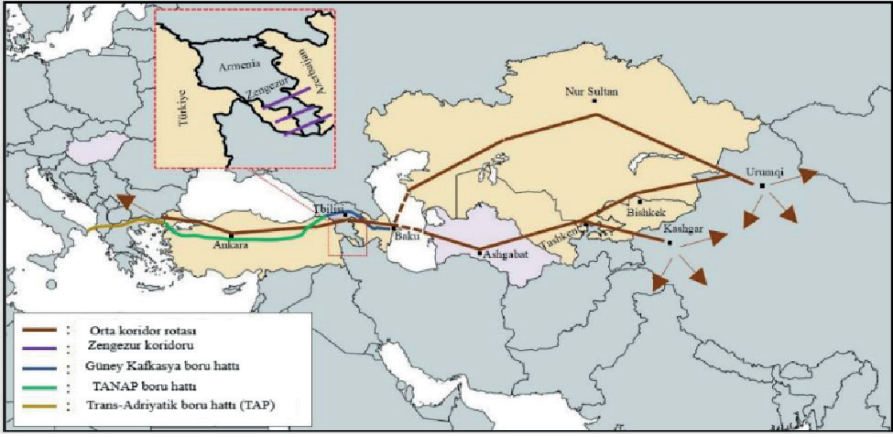 Armenia
Azerbaijan
Zengezur
Türkiye
Nur Sultan
Urumqi
Tbilisi
Bishkek
Baku
Tashkent
Kashgar
Ankara
Ashgabat
: Orta koridor rotası
: Zengezur koridoru
: Güney Kafkasya boru hattı
: TANAP boru hattı
: Trans-Adriyatik boru hattı (TAP)